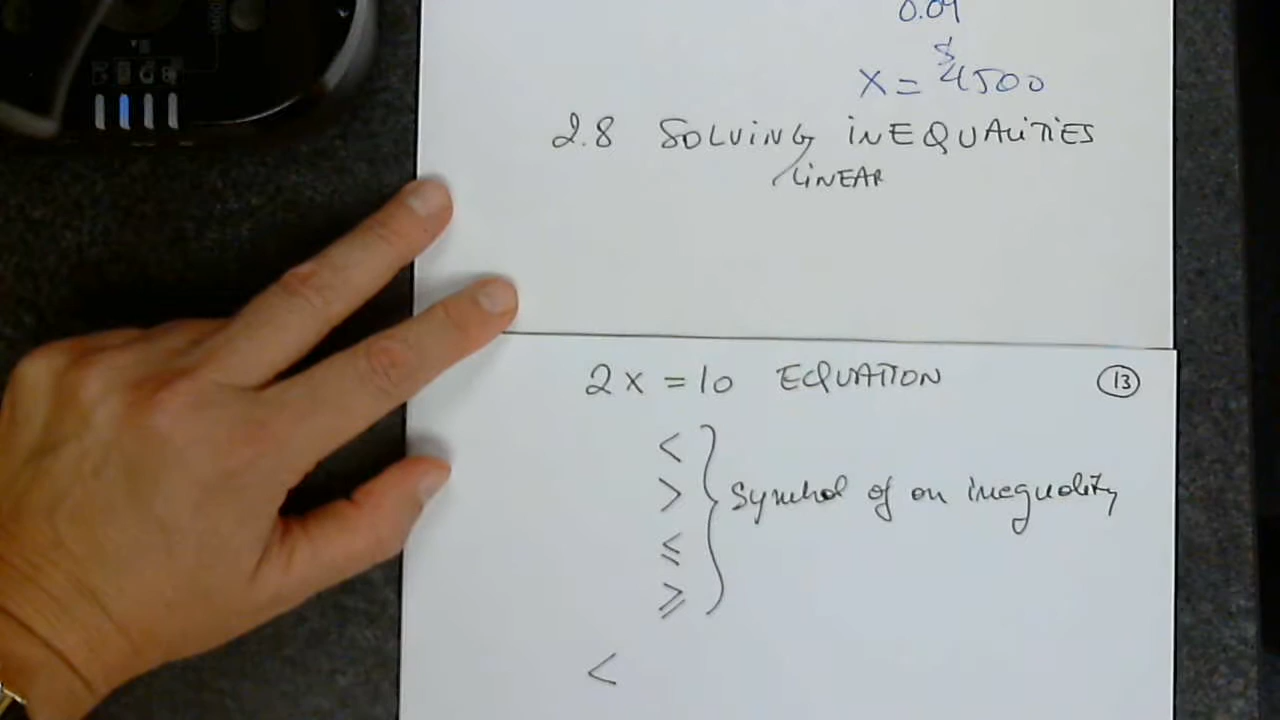 0.09
x = $4500
2.8 SOLViNG iNEQUALiTiES
LiNEAR
2x = 10 EQUATION
13
<
>
≤
≥
Symbol of an inequality
<